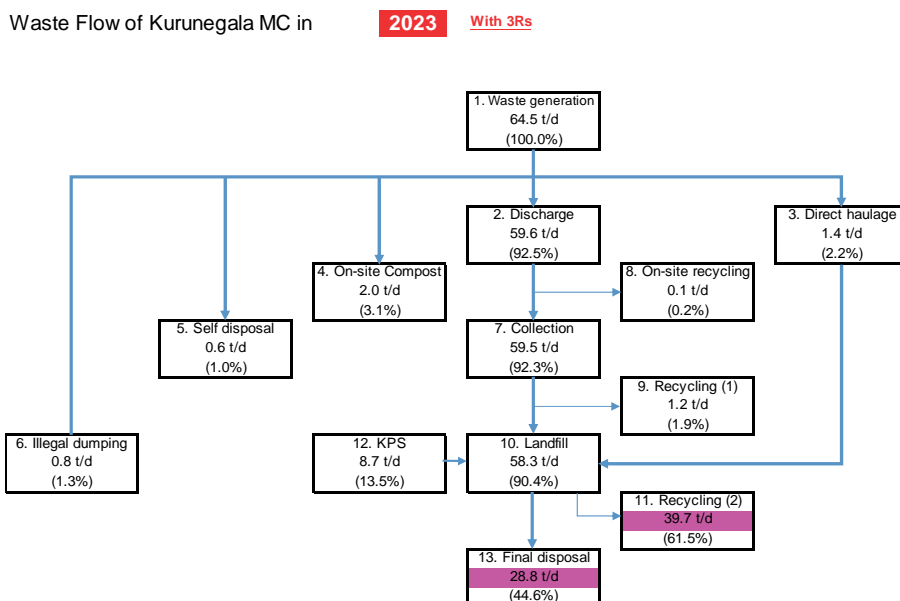 Waste Flow of Kurunegala MC in 2023 With 3Rs
1. Waste generation
64.5 t/d
(100.0%)
2. Discharge
59.6 t/d
(92.5%)
3. Direct haulage
1.4 t/d
(2.2%)
4. On-site Compost
2.0 t/d
(3.1%)
8. On-site recycling
0.1 t/d
(0.2%)
5. Self disposal
0.6 t/d
(1.0%)
7. Collection
59.5 t/d
(92.3%)
9. Recycling (1)
1.2 t/d
(1.9%)
6. Illegal dumping
0.8 t/d
(1.3%)
12. KPS
8.7 t/d
(13.5%)
10. Landfill
58.3 t/d
(90.4%)
11. Recycling (2)
39.7 t/d
(61.5%)
13. Final disposal
28.8 t/d
(44.6%)